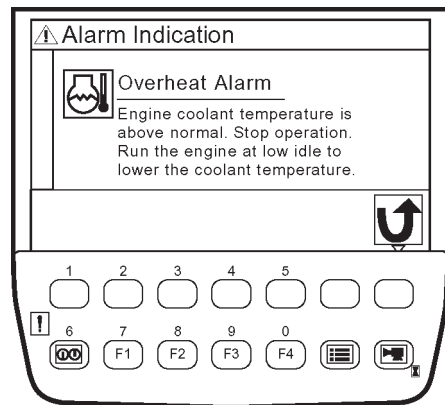 Alarm Indication
Overheat Alarm
Engine coolant temperature is
above normal. Stop operation.
Run the engine at low idle to
lower the coolant temperature.
1 2 3 4 5
6 7 8 9 0
F1 F2 F3 F4